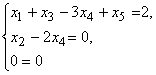 x₁ + x₃ − 3x₄ + x₅ = 2,
x₂ − 2x₄ = 0,
0 = 0